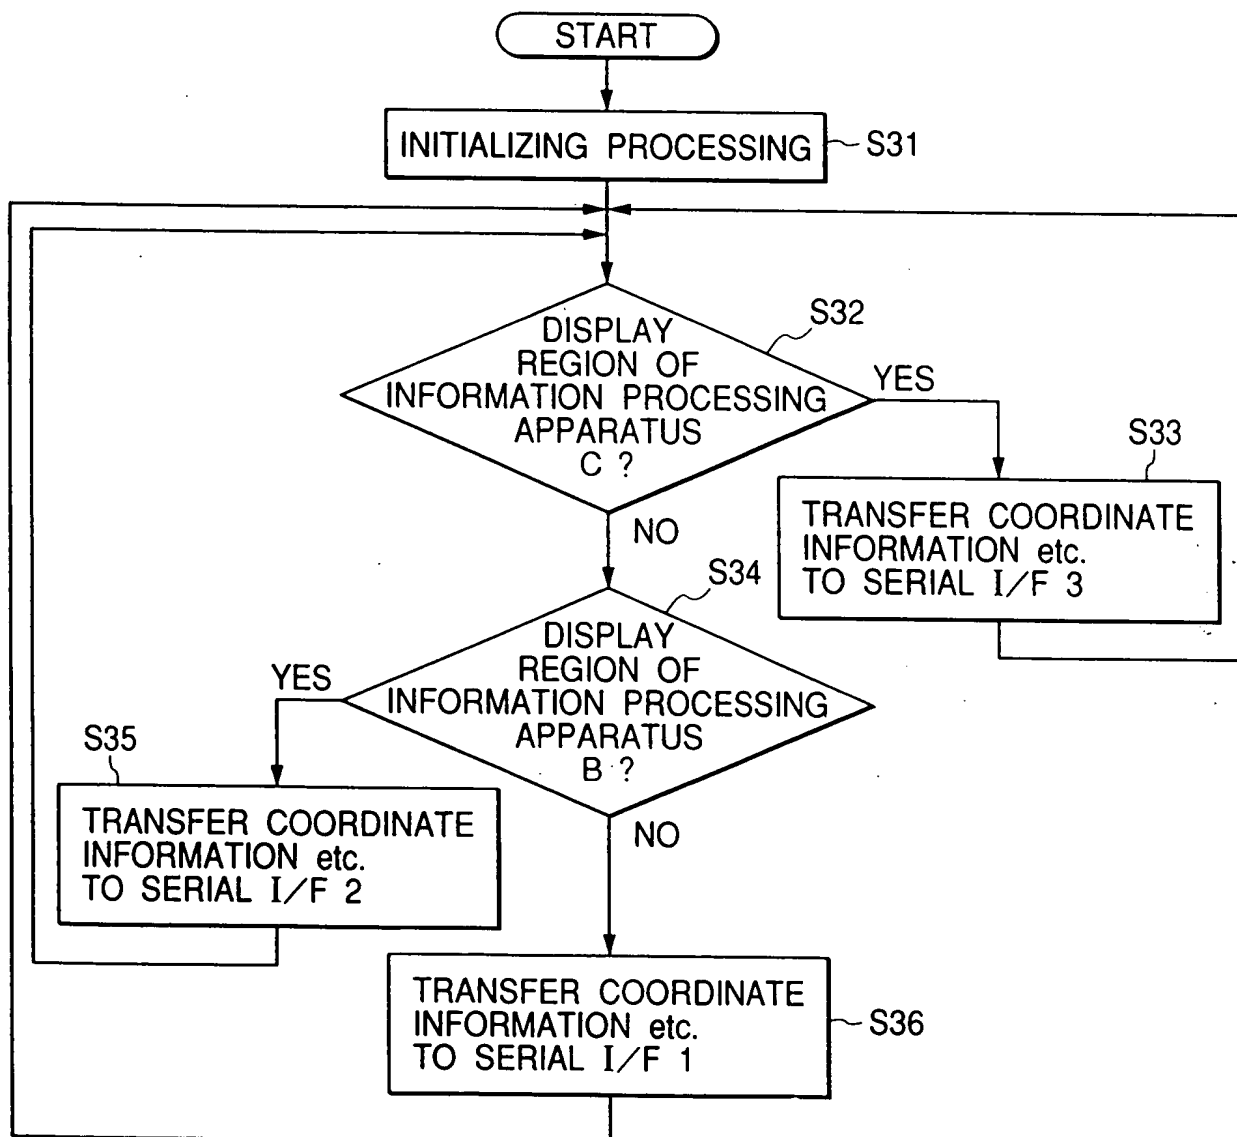 START
INITIALIZING PROCESSING
S31
S32
DISPLAY
REGION OF
INFORMATION PROCESSING
APPARATUS
C ?
YES
NO
S33
TRANSFER COORDINATE
INFORMATION etc.
TO SERIAL I/F 3
S34
DISPLAY
REGION OF
INFORMATION PROCESSING
APPARATUS
B ?
YES
NO
S35
TRANSFER COORDINATE
INFORMATION etc.
TO SERIAL I/F 2
TRANSFER COORDINATE
INFORMATION etc.
TO SERIAL I/F 1
S36